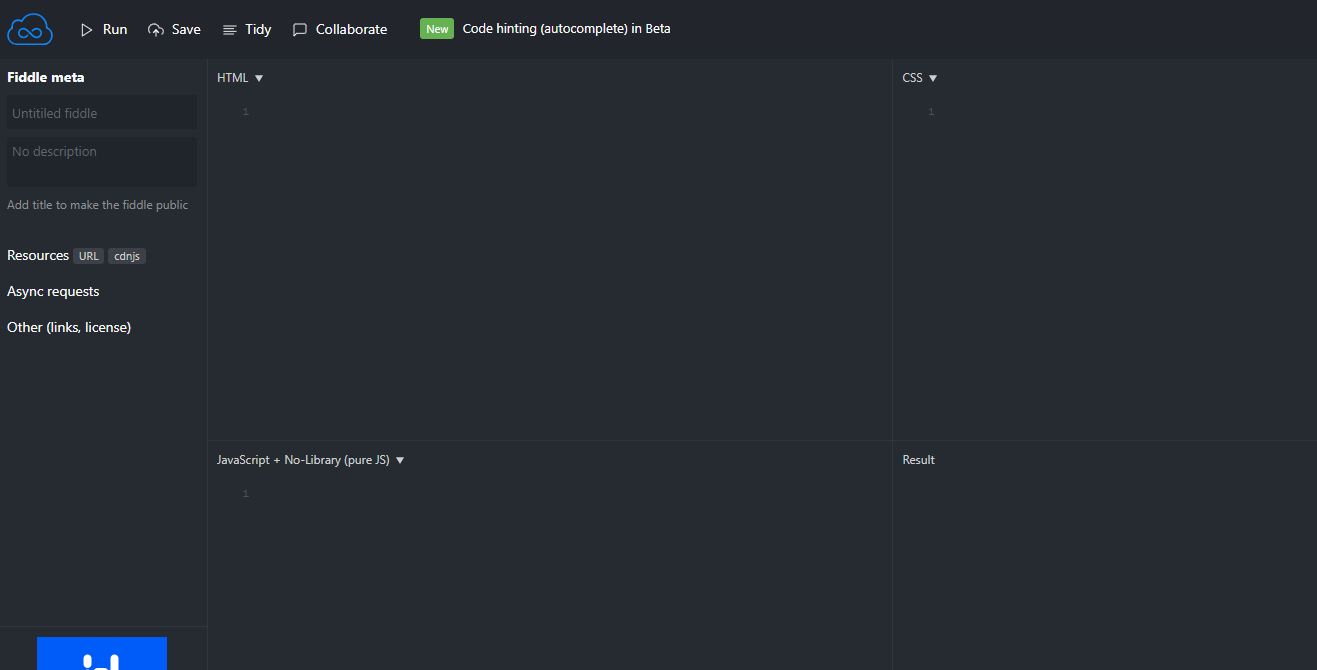 Run Save Tidy Collaborate New Code hinting (autocomplete) in Beta
Fiddle meta
Untitiled fiddle
No description
Add title to make the fiddle public
Resources URL cdnjs
Async requests
Other (links, license)
HTML ▼
1
CSS ▼
1
JavaScript + No-Library (pure JS) ▼
1
Result